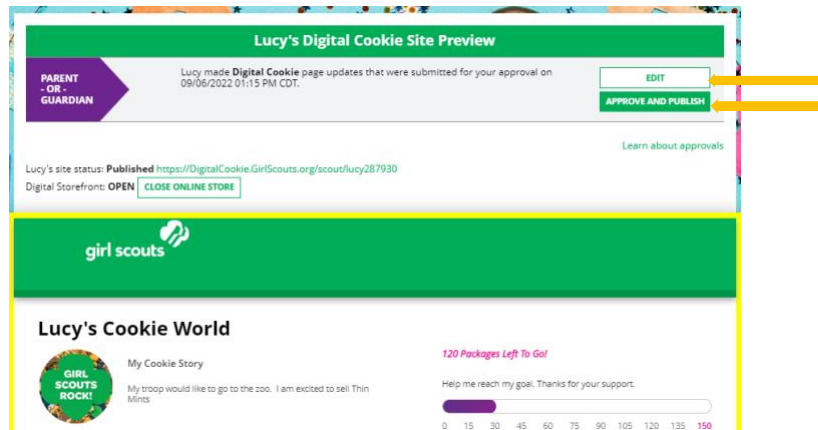 Lucy's Digital Cookie Site Preview
PARENT
- OR -
GUARDIAN
Lucy made Digital Cookie page updates that were submitted for your approval on
09/06/2022 01:15 PM CDT.
EDIT
APPROVE AND PUBLISH
Learn about approvals
Lucy's site status: Published https://DigitalCookie.GirlScouts.org/scout/lucy287930
Digital Storefront: OPEN CLOSE ONLINE STORE
girl scouts
Lucy's Cookie World
GIRL
SCOUTS
ROCK!
My Cookie Story
My troop would like to go to the zoo. I am excited to sell Thin
Mints
120 Packages Left To Go!
Help me reach my goal. Thanks for your support.
0 15 30 45 60 75 90 105 120 135 150